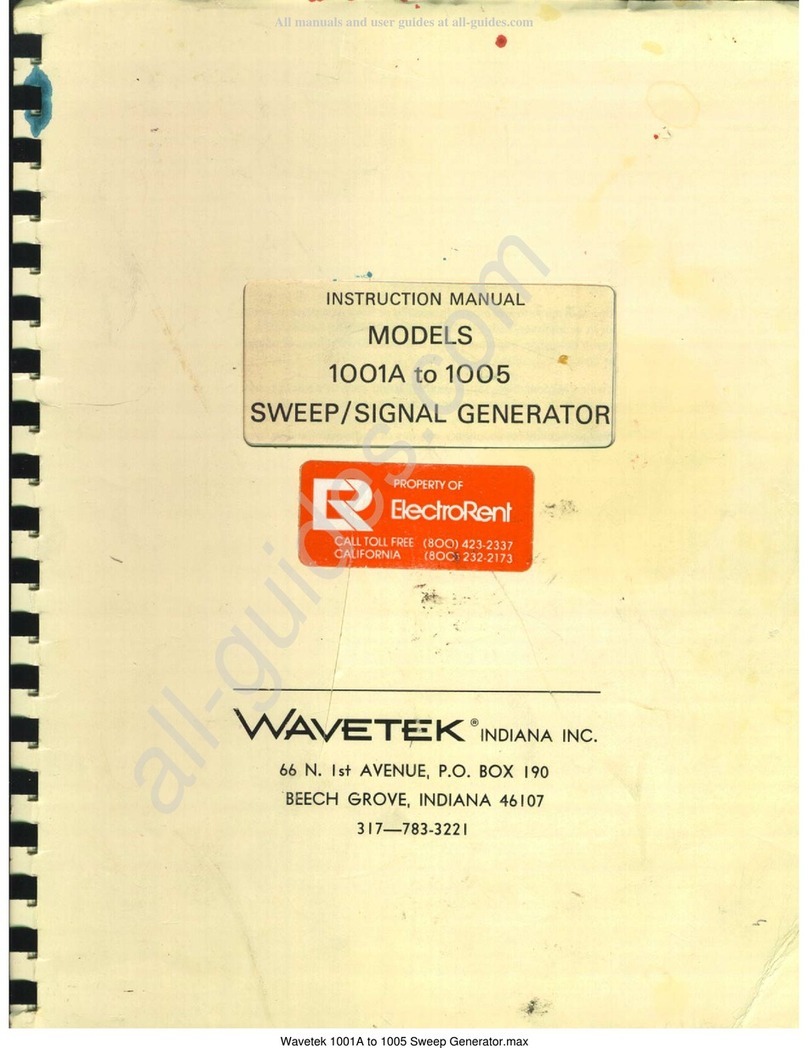 All manuals and user guides at all-guides.com
INSTRUCTION MANUAL
MODELS
1001A to 1005
SWEEP/SIGNAL GENERATOR
PROPERTY OF
ElectroRent
CALL TOLL FREE (800) 423-2337
CALIFORNIA (800) 232-2173
all-guides.com
WAVETEK® INDIANA INC.
66 N. 1st AVENUE, P.O. BOX 190
BEECH GROVE, INDIANA 46107
317—783-3221
Wavetek 1001A to 1005 Sweep Generator.max